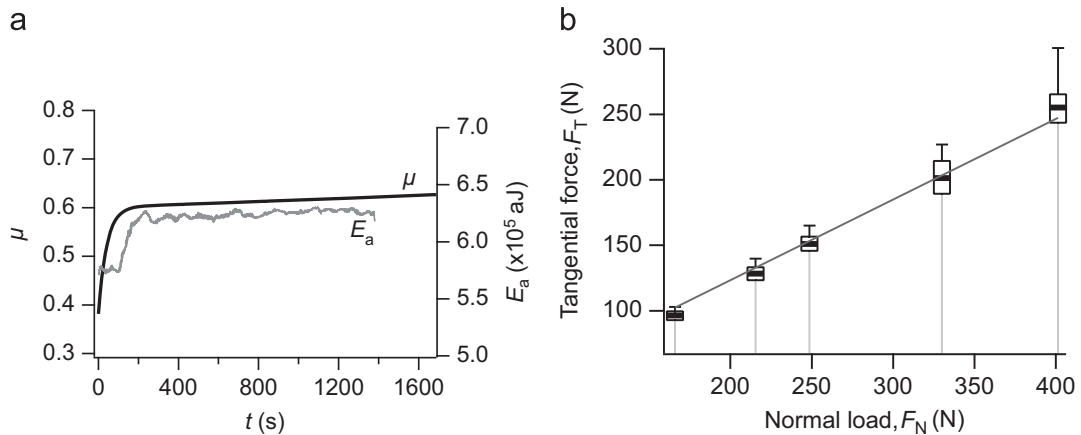 a
0.8
0.7
0.6
0.5
0.4
0.3
μ
0
400
800
1200
1600
t (s)
μ
Ea
7.0
6.5
6.0
5.5
5.0
Ea (x10⁵ aJ)
b
300
250
200
150
100
Tangential force, FT (N)
200
250
300
350
400
Normal load, FN (N)